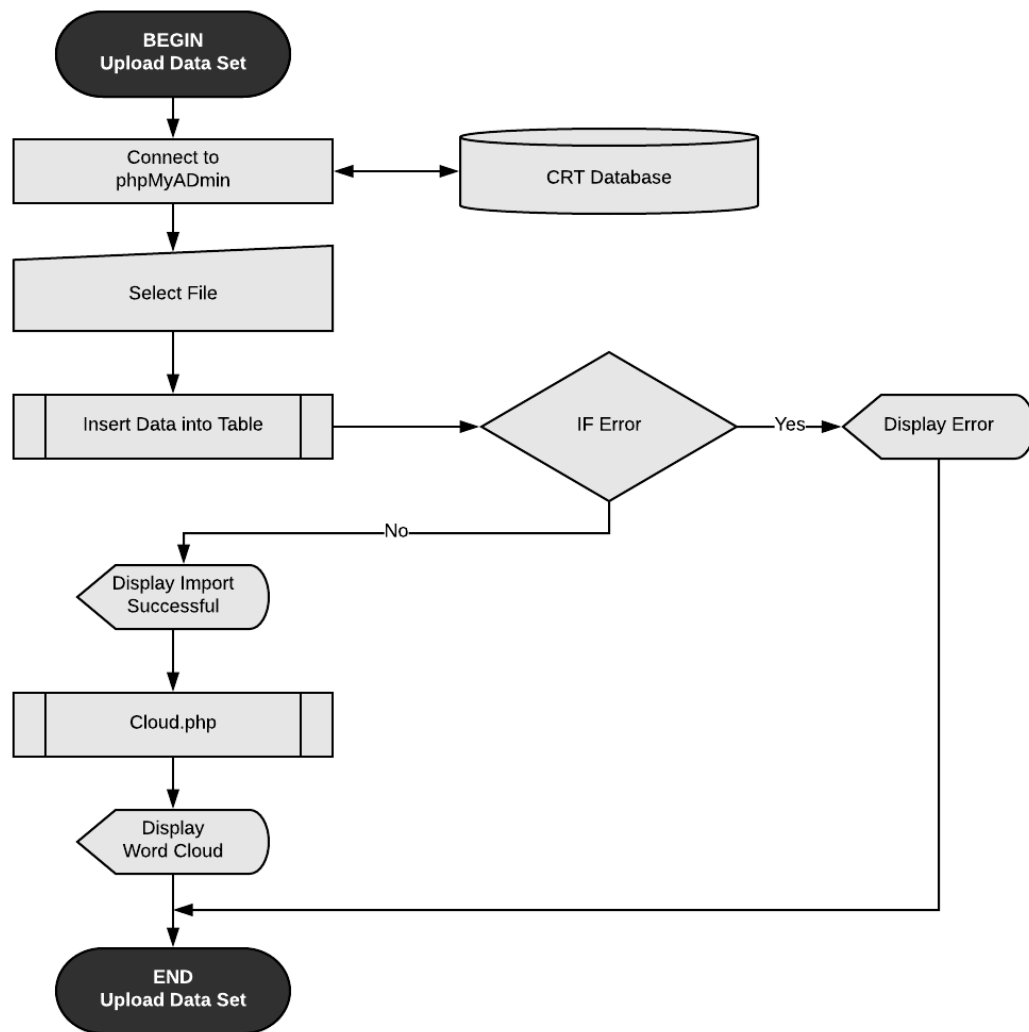 BEGIN
Upload Data Set
Connect to
phpMyADmin
CRT Database
Select File
Insert Data into Table
IF Error
Yes
Display Error
No
Display Import
Successful
Cloud.php
Display
Word Cloud
END
Upload Data Set